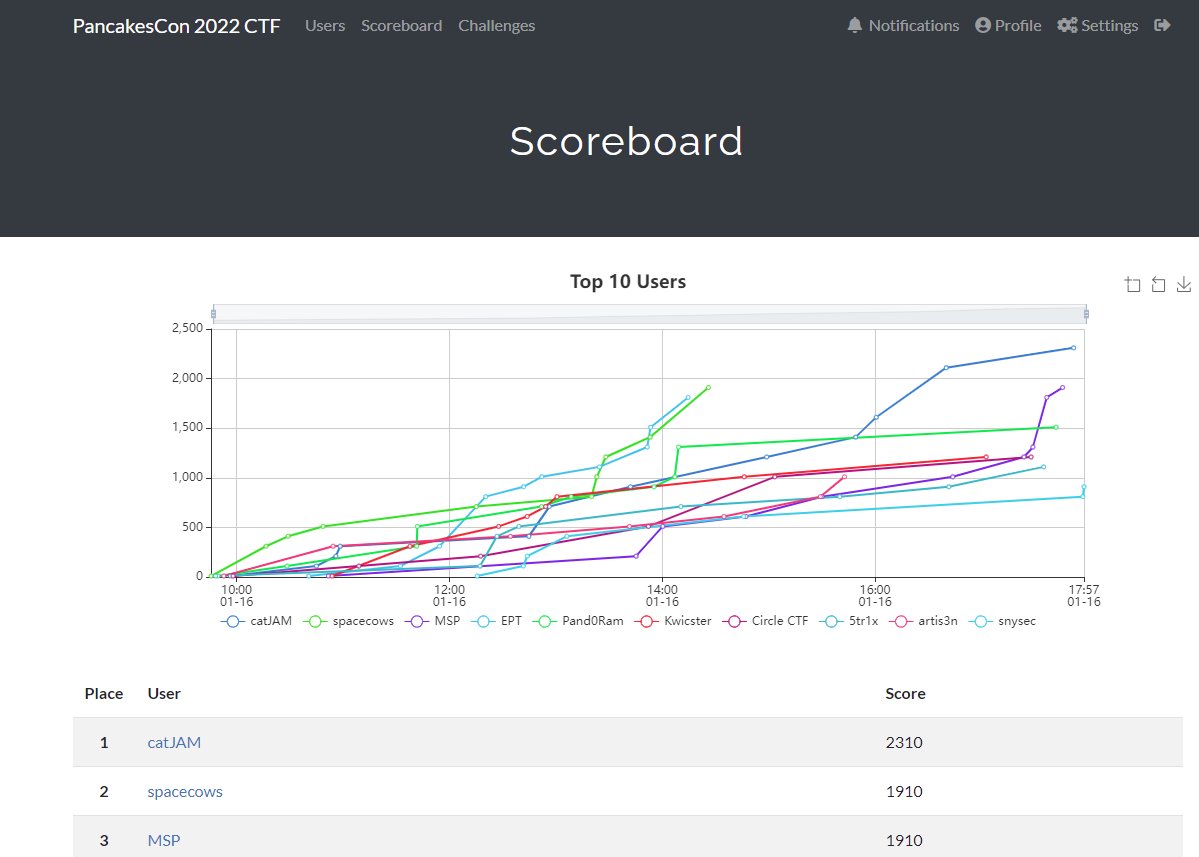 PancakesCon 2022 CTF Users Scoreboard Challenges Notifications Profile Settings
Scoreboard
Top 10 Users
2,500
2,000
1,500
1,000
500
0
10:00 12:00 14:00 16:00 17:57
01-16 01-16 01-16 01-16 01-16
catJAM spacecows MSP EPT Pand0Ram Kwicster Circle CTF 5tr1x artis3n snysec
Place User Score
1 catJAM 2310
2 spacecows 1910
3 MSP 1910